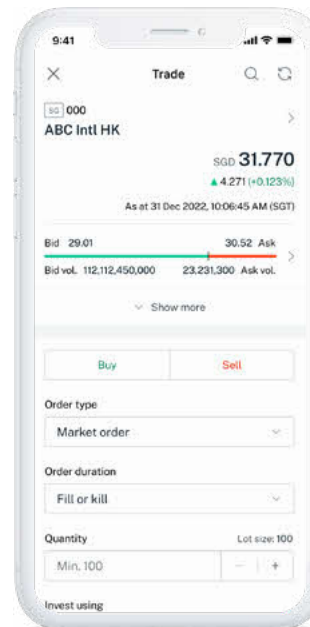 9:41
Trade
SG 000
ABC Intl HK
SGD 31.770
▲ 4.271 (+0.123%)
As at 31 Dec 2022, 10:06:45 AM (SGT)
Bid 29.01 30.52 Ask
Bid vol. 112,112,450,000 23,231,300 Ask vol.
Show more
Buy Sell
Order type
Market order
Order duration
Fill or kill
Quantity Lot size: 100
Min. 100 - +
Invest using